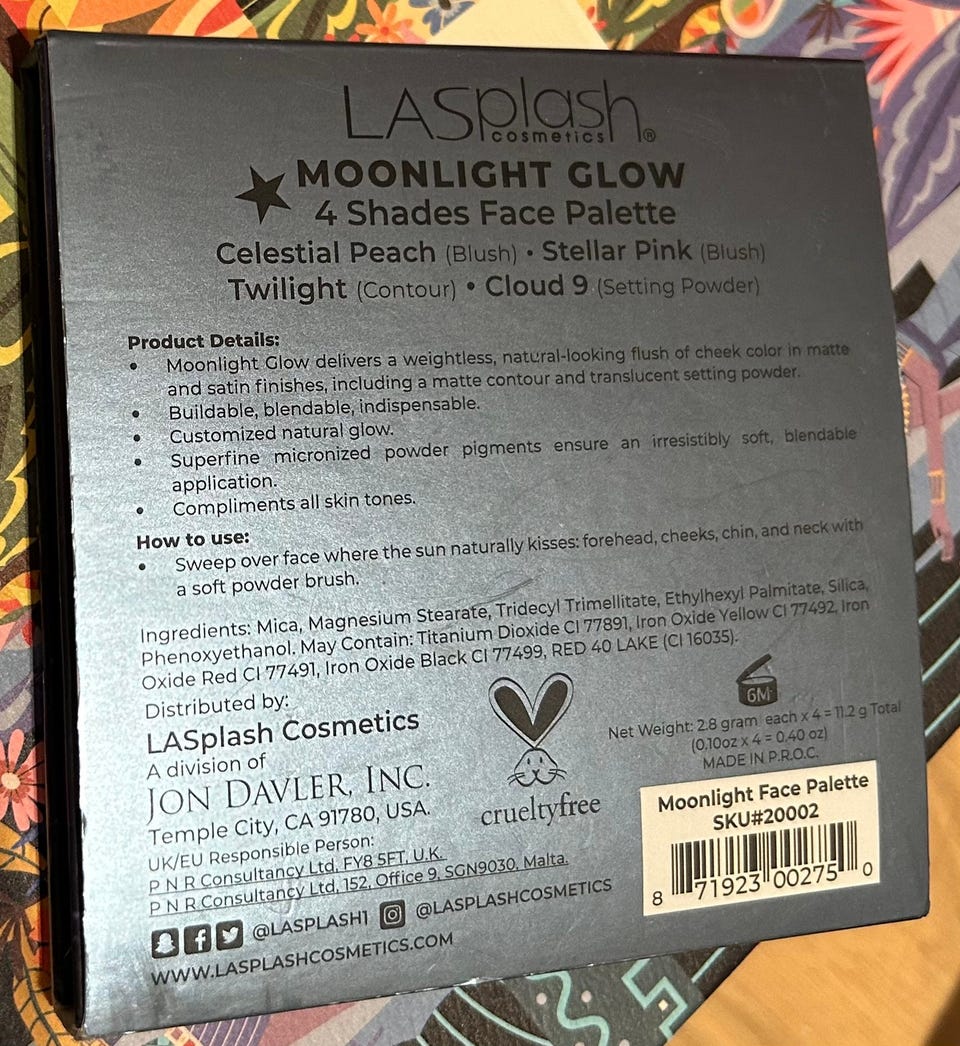 LASplash
cosmetics®
MOONLIGHT GLOW
4 Shades Face Palette
Celestial Peach (Blush) • Stellar Pink (Blush)
Twilight (Contour) • Cloud 9 (Setting Powder)
Product Details:
• Moonlight Glow delivers a weightless, natural-looking flush of cheek color in matte
and satin finishes, including a matte contour and translucent setting powder.
• Buildable, blendable, indispensable.
• Customized natural glow.
• Superfine micronized powder pigments ensure an irresistibly soft, blendable
application.
• Compliments all skin tones.
How to use:
• Sweep over face where the sun naturally kisses: forehead, cheeks, chin, and neck with
a soft powder brush.
Ingredients: Mica, Magnesium Stearate, Tridecyl Trimellitate, Ethylhexyl Palmitate, Silica,
Phenoxyethanol. May Contain: Titanium Dioxide CI 77891, Iron Oxide Yellow CI 77492, Iron
Oxide Red CI 77491, Iron Oxide Black CI 77499, RED 40 LAKE (CI 16035).
Distributed by:
LASplash Cosmetics
A division of
JON DAVLER, INC.
Temple City, CA 91780, USA.
UK/EU Responsible Person:
P N R Consultancy Ltd, FY8 5FT, U.K.
P N R Consultancy Ltd, 152, Office 9, SGN9030, Malta.
@LASPLASH1 @LASPLASHCOSMETICS
WWW.LASPLASHCOSMETICS.COM
crueltyfree
6M
Net Weight: 2.8 gram each x 4 = 11.2 g Total
(0.10oz x 4 = 0.40 oz)
MADE IN P.R.O.C.
Moonlight Face Palette
SKU#20002
8 71923 00275 0